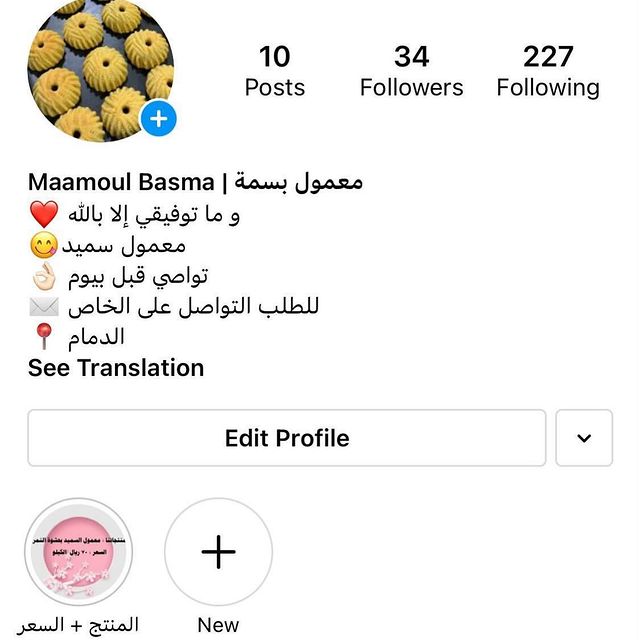 10 34 227
Posts Followers Following
Maamoul Basma | معمول بسمة
و ما توفيقي إلا بالله ❤️
معمول سميد😋
تواصي قبل بيوم 👌🏻
للطلب التواصل على الخاص ✉️
الدمام 📍
See Translation
Edit Profile
منتجاتنا : معمول السميد بعشوة التمر
السعر : ٧٠ ريال /الكيلو
المنتج + السعر New